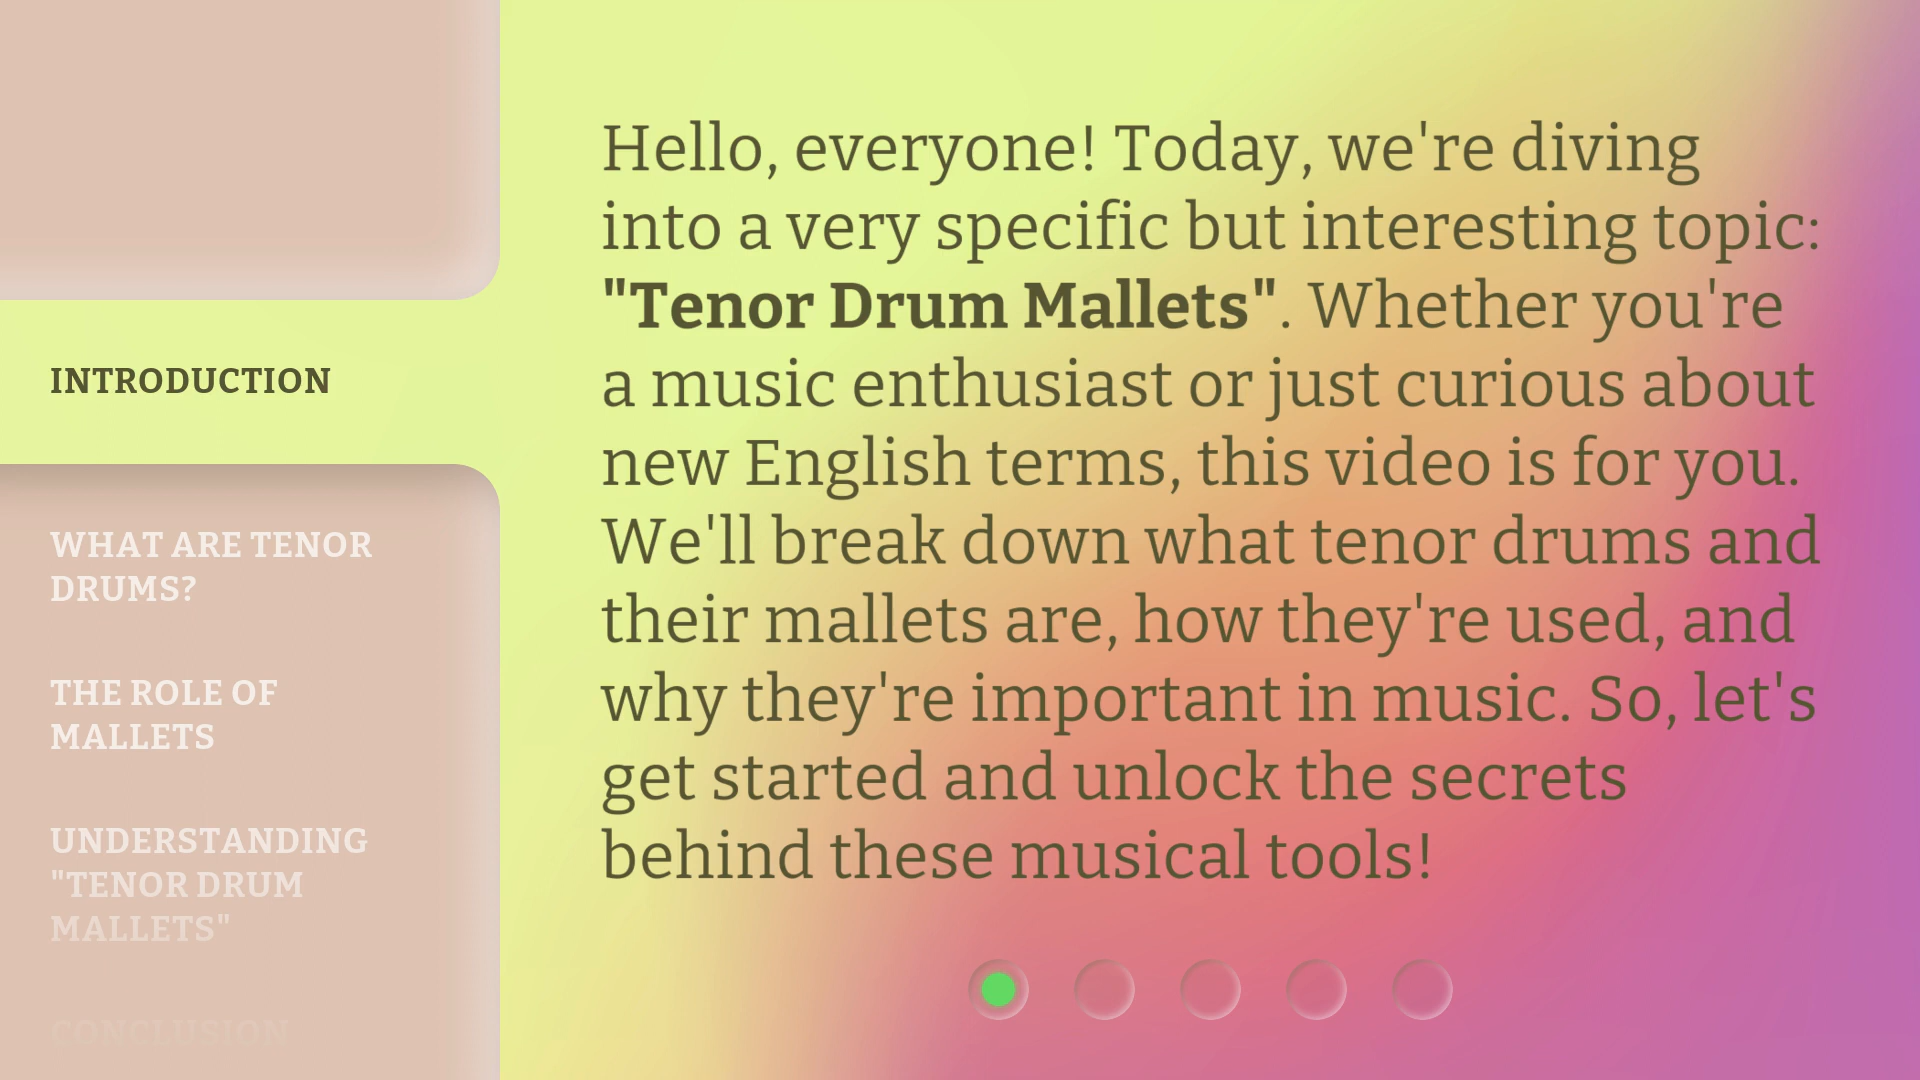 INTRODUCTION
WHAT ARE TENOR
DRUMS?
THE ROLE OF
MALLETS
UNDERSTANDING
"TENOR DRUM
MALLETS"
CONCLUSION
Hello, everyone! Today, we're diving
into a very specific but interesting topic:
"Tenor Drum Mallets". Whether you're
a music enthusiast or just curious about
new English terms, this video is for you.
We'll break down what tenor drums and
their mallets are, how they're used, and
why they're important in music. So, let's
get started and unlock the secrets
behind these musical tools!